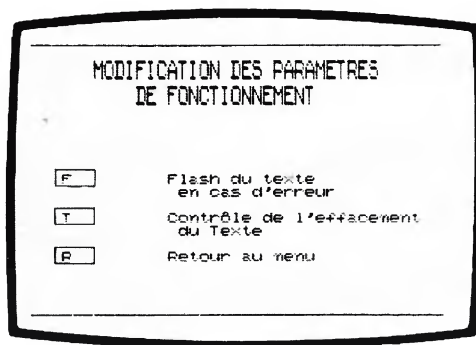 MODIFICATION DES PARAMETRES
DE FONCTIONNEMENT
F Flash du texte
en cas d'erreur
T Contrôle de l'effacement
du Texte
R Retour au menu